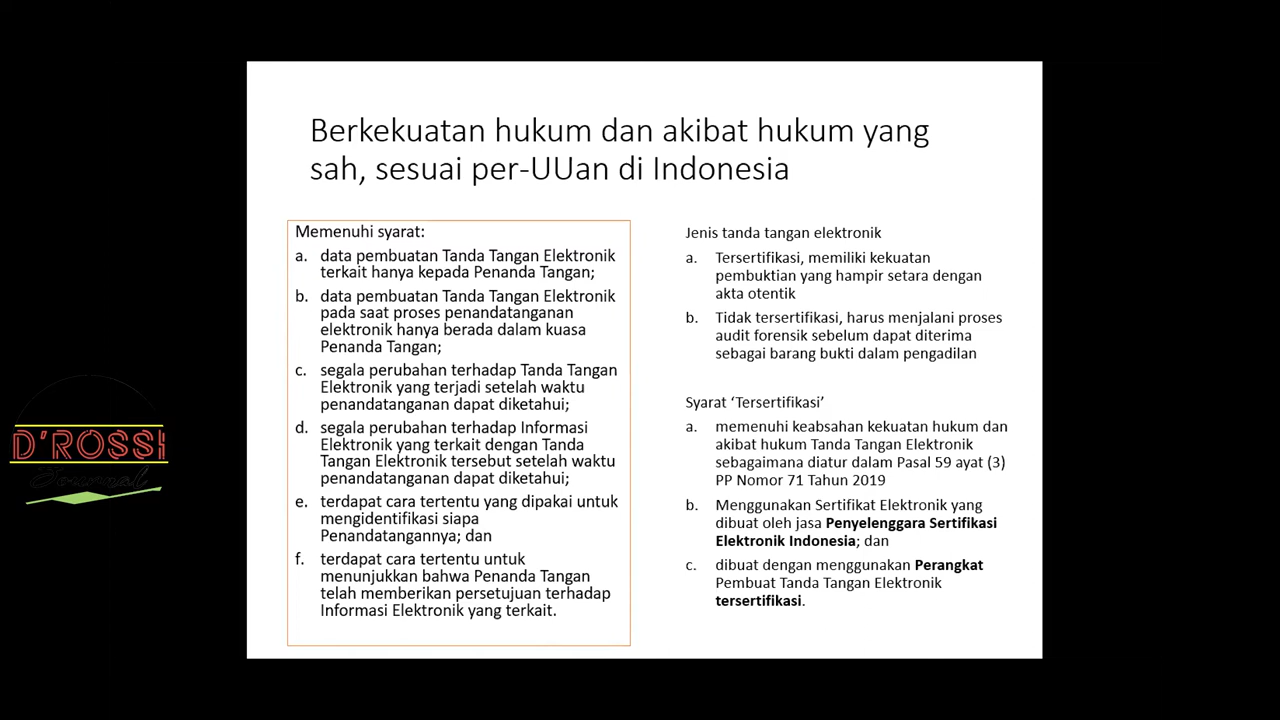 Berkekuatan hukum dan akibat hukum yang
sah, sesuai per-UUan di Indonesia
Memenuhi syarat:
a. data pembuatan Tanda Tangan Elektronik
terkait hanya kepada Penanda Tangan;
b. data pembuatan Tanda Tangan Elektronik
pada saat proses penandatanganan
elektronik hanya berada dalam kuasa
Penanda Tangan;
c. segala perubahan terhadap Tanda Tangan
Elektronik yang terjadi setelah waktu
penandatanganan dapat diketahui;
d. segala perubahan terhadap Informasi
Elektronik yang terkait dengan Tanda
Tangan Elektronik tersebut setelah waktu
penandatanganan dapat diketahui;
e. terdapat cara tertentu yang dipakai untuk
mengidentifikasi siapa
Penandatangannya; dan
f. terdapat cara tertentu untuk
menunjukkan bahwa Penanda Tangan
telah memberikan persetujuan terhadap
Informasi Elektronik yang terkait.
Jenis tanda tangan elektronik
a. Tersertifikasi, memiliki kekuatan
pembuktian yang hampir setara dengan
akta otentik
b. Tidak tersertifikasi, harus menjalani proses
audit forensik sebelum dapat diterima
sebagai barang bukti dalam pengadilan
Syarat ‘Tersertifikasi’
a. memenuhi keabsahan kekuatan hukum dan
akibat hukum Tanda Tangan Elektronik
sebagaimana diatur dalam Pasal 59 ayat (3)
PP Nomor 71 Tahun 2019
b. Menggunakan Sertifikat Elektronik yang
dibuat oleh jasa Penyelenggara Sertifikasi
Elektronik Indonesia; dan
c. dibuat dengan menggunakan Perangkat
Pembuat Tanda Tangan Elektronik
tersertifikasi.
D'ROSSI
Journal